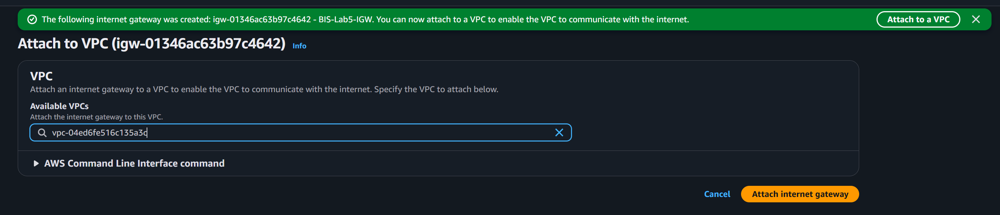 The following internet gateway was created: igw-01346ac63b97c4642 - BIS-Lab5-IGW. You can now attach to a VPC to enable the VPC to communicate with the internet.
Attach to a VPC
Attach to VPC (igw-01346ac63b97c4642) Info
VPC
Attach an internet gateway to a VPC to enable the VPC to communicate with the internet. Specify the VPC to attach below.
Available VPCs
Attach the internet gateway to this VPC.
vpc-04ed6fe516c135a3d
AWS Command Line Interface command
Cancel
Attach internet gateway